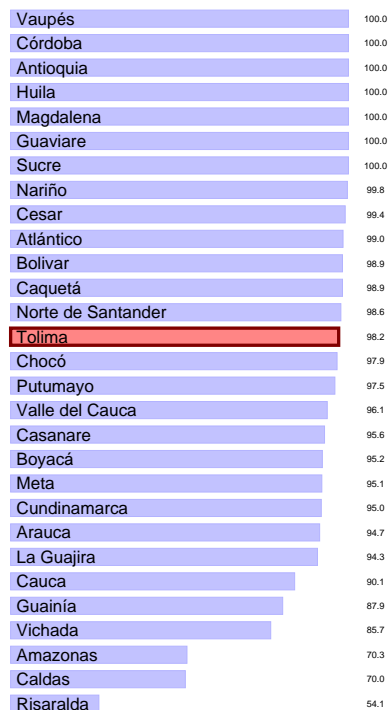 Vaupés 100.0
Córdoba 100.0
Antioquia 100.0
Huila 100.0
Magdalena 100.0
Guaviare 100.0
Sucre 100.0
Nariño 99.8
Cesar 99.4
Atlántico 99.0
Bolivar 98.9
Caquetá 98.9
Norte de Santander 98.6
Tolima 98.2
Chocó 97.9
Putumayo 97.5
Valle del Cauca 96.1
Casanare 95.6
Boyacá 95.2
Meta 95.1
Cundinamarca 95.0
Arauca 94.7
La Guajira 94.3
Cauca 90.1
Guainía 87.9
Vichada 85.7
Amazonas 70.3
Caldas 70.0
Risaralda 54.1